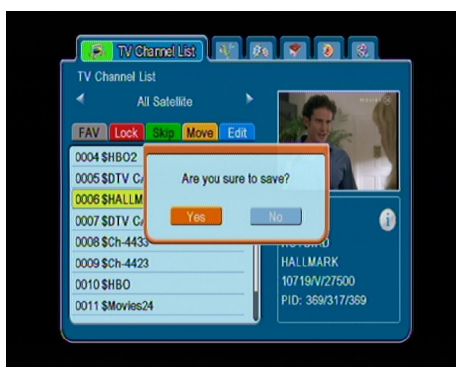 TV Channel List
TV Channel List
All Satellite
FAV Lock Skip Move Edit
0004 $HBO2
0005 $DTV
0006 $HALLM
0007 $DTV
0008 $Ch-4433
0009 $Ch-4423
0010 $HBO
0011 $Movies24
Are you sure to save?
Yes No
HALLMARK
10719/V/27500
PID: 369/317/369